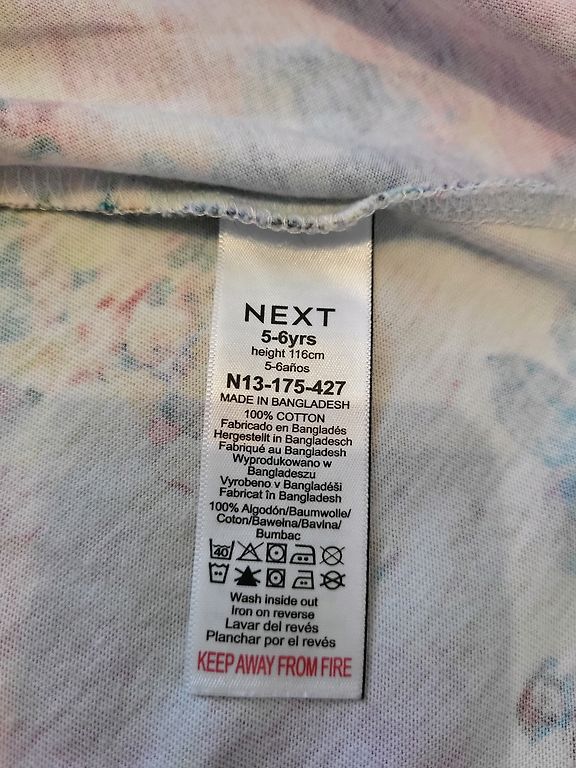 NEXT
5-6yrs
height 116cm
5-6años
N13-175-427
MADE IN BANGLADESH
100% COTTON
Fabricado en Bangladés
Hergestellt in Bangladesch
Fabriqué au Bangladesh
Wyprodukowano w
Bangladeszu
Vyrobeno v Bangladéši
Fabricat în Bangladesh
100% Algodón/Baumwolle/
Coton/Bawełna/Bavlna/
Bumbac
40
Wash inside out
Iron on reverse
Lavar del revés
Planchar por el revés
KEEP AWAY FROM FIRE